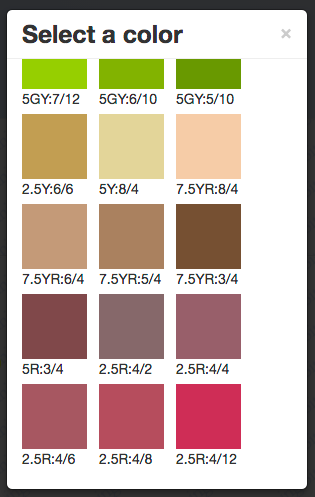 Select a color ×
5GY:7/12 5GY:6/10 5GY:5/10
2.5Y:6/6 5Y:8/4 7.5YR:8/4
7.5YR:6/4 7.5YR:5/4 7.5YR:3/4
5R:3/4 2.5R:4/2 2.5R:4/4
2.5R:4/6 2.5R:4/8 2.5R:4/12